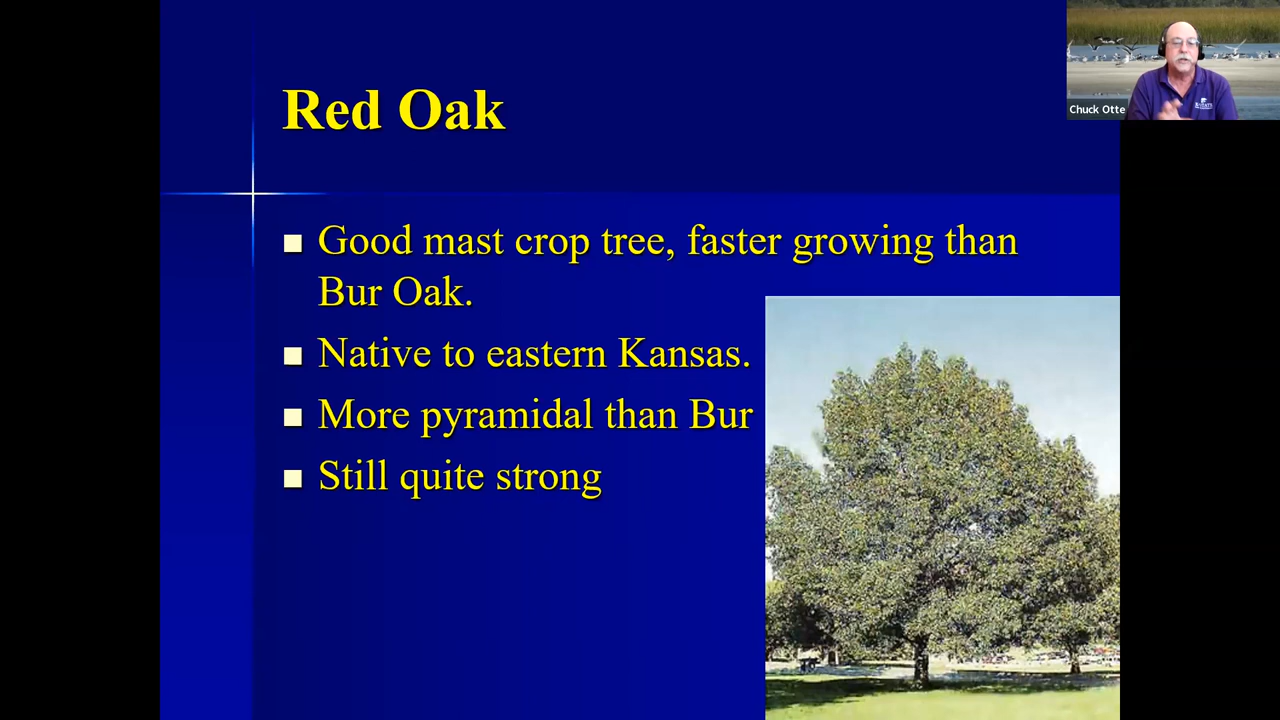 Red Oak
Good mast crop tree, faster growing than
Bur Oak.
Native to eastern Kansas.
More pyramidal than Bur
Still quite strong
Chuck Otte